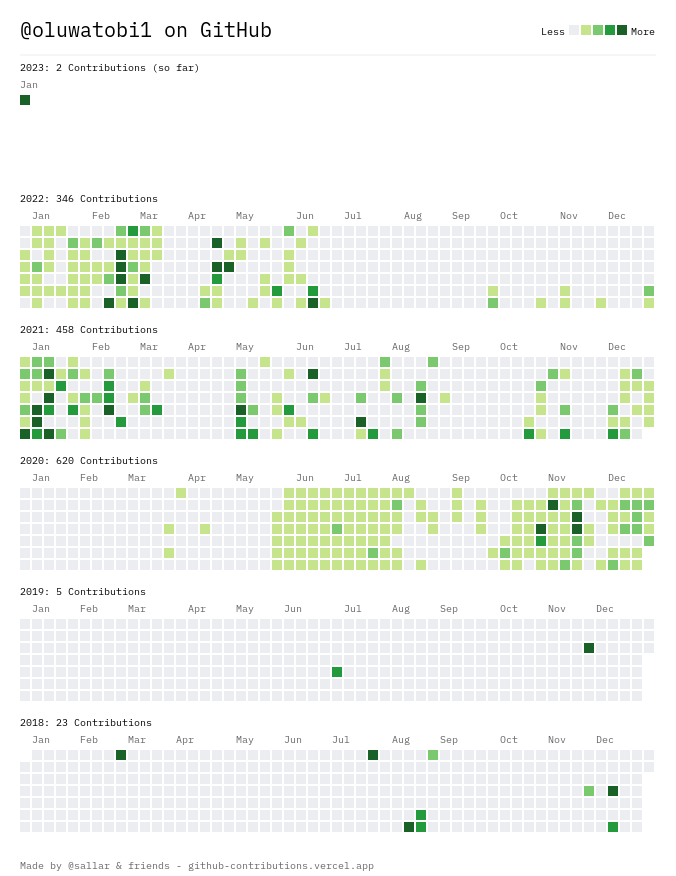 @oluwatobi1 on GitHub
Less More
2023: 2 Contributions (so far)
Jan
2022: 346 Contributions
Jan Feb Mar Apr May Jun Jul Aug Sep Oct Nov Dec
2021: 458 Contributions
Jan Feb Mar Apr May Jun Jul Aug Sep Oct Nov Dec
2020: 620 Contributions
Jan Feb Mar Apr May Jun Jul Aug Sep Oct Nov Dec
2019: 5 Contributions
Jan Feb Mar Apr May Jun Jul Aug Sep Oct Nov Dec
2018: 23 Contributions
Jan Feb Mar Apr May Jun Jul Aug Sep Oct Nov Dec
Made by @sallar & friends - github-contributions.vercel.app